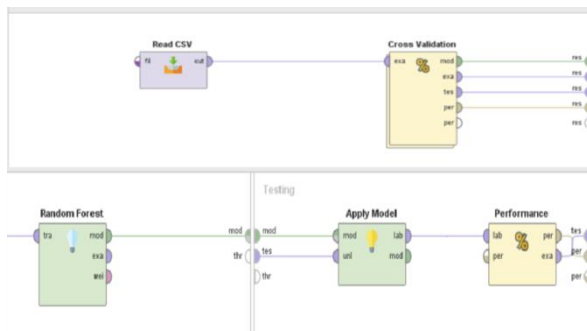 Read CSV
fil
out
Cross Validation
exa
mod
exa
tes
per
per
res
res
res
res
res
Testing
Random Forest
tra
mod
exa
wei
mod
thr
mod
tes
thr
Apply Model
mod
unl
lab
mod
Performance
lab
per
per
exa
tes
per
per